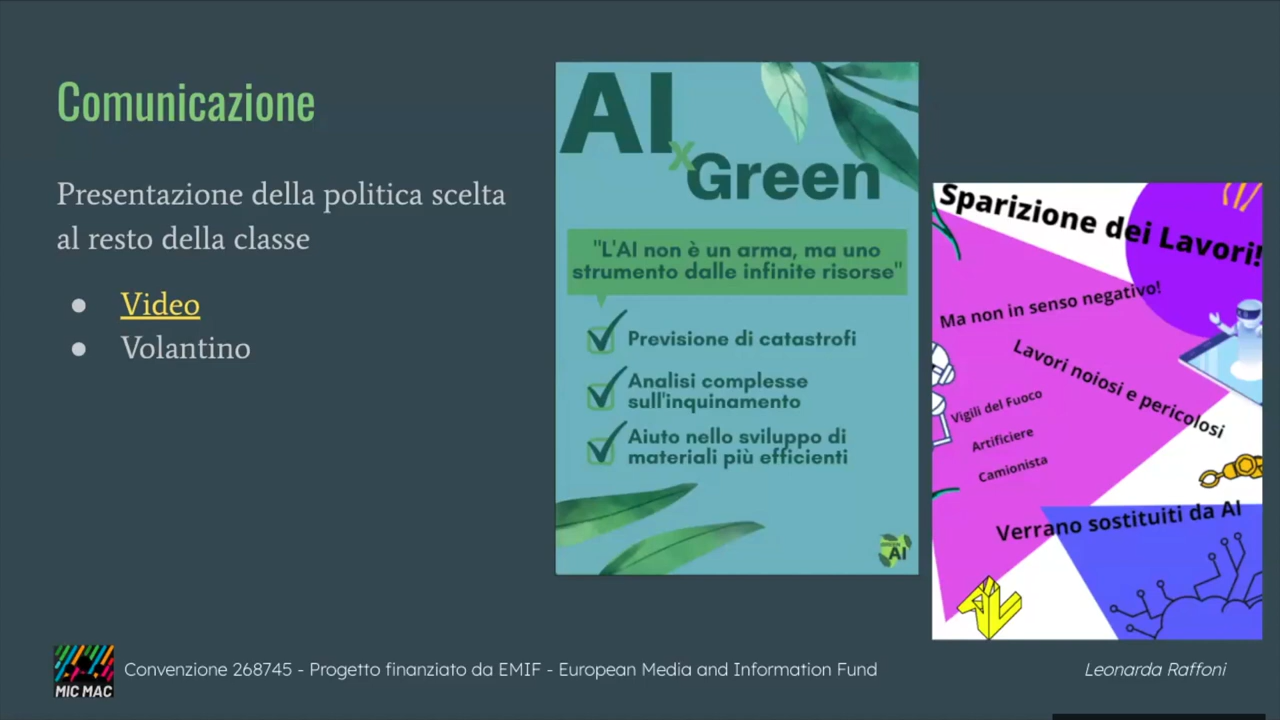 Comunicazione
Presentazione della politica scelta
al resto della classe
● Video
● Volantino
AI
x
Green
"L'AI non è un arma, ma uno
strumento dalle infinite risorse"
Previsione di catastrofi
Analisi complesse
sull'inquinamento
Aiuto nello sviluppo di
materiali più efficienti
AI
Sparizione dei Lavori!
Ma non in senso negativo!
Lavori noiosi e pericolosi
Vigili del Fuoco
Artificiere
Camionista
Verrano sostituiti da AI
MIC MAC
Convenzione 268745 - Progetto finanziato da EMIF - European Media and Information Fund
Leonarda Raffoni